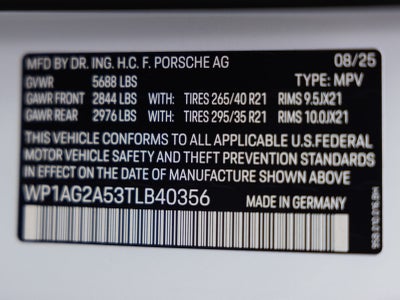 MFD BY DR. ING. H.C. F. PORSCHE AG 08/25
GVWR 5688 LBS TYPE: MPV
GAWR FRONT 2844 LBS WITH: TIRES 265/40 R21 RIMS 9.5JX21
GAWR REAR 2976 LBS WITH: TIRES 295/35 R21 RIMS 10.0JX21
THIS VEHICLE CONFORMS TO ALL APPLICABLE U.S.FEDERAL
MOTOR VEHICLE SAFETY AND THEFT PREVENTION STANDARDS
IN EFFECT ON THE DATE OF MANUFACTURE SHOWN ABOVE.
WP1AG2A53TLB40356 MADE IN GERMANY